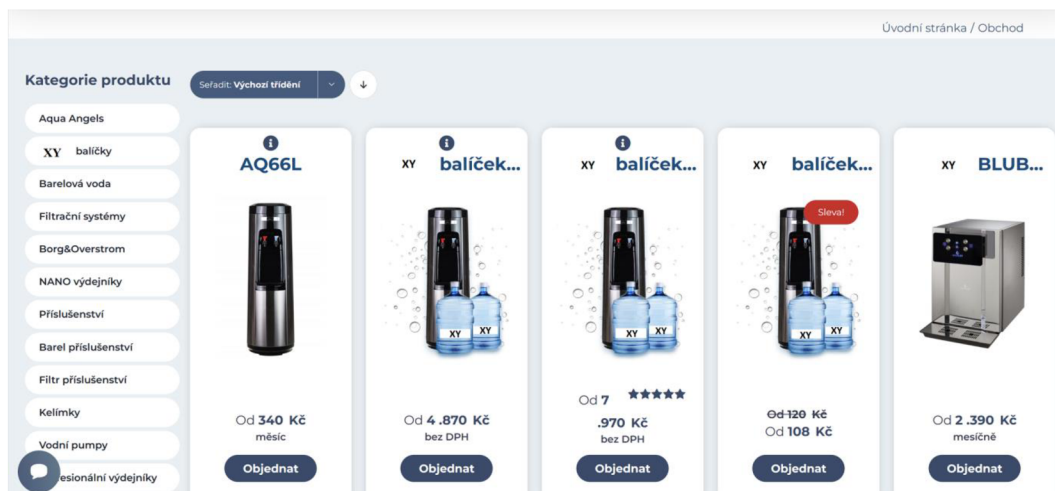 Úvodní stránka / Obchod
Kategorie produktu
Aqua Angels
XY balíčky
Barelová voda
Filtrační systémy
Borg&Overstrom
NANO výdejníky
Příslušenství
Barel příslušenství
Filtr příslušenství
Kelímky
Vodní pumpy
esionální výdejníky
Seřadit: Výchozí třídění
AQ66L
Od 340 Kč
měsíc
Objednat
XY balíček...
XY XY
Od 4.870 Kč
bez DPH
Objednat
XY balíček...
XY XY
Od 7
.970 Kč
bez DPH
Objednat
XY balíček...
Sleva!
XY XY
Od 120 Kč
Od 108 Kč
Objednat
XY BLUB...
Od 2.390 Kč
mesíčně
Objednat